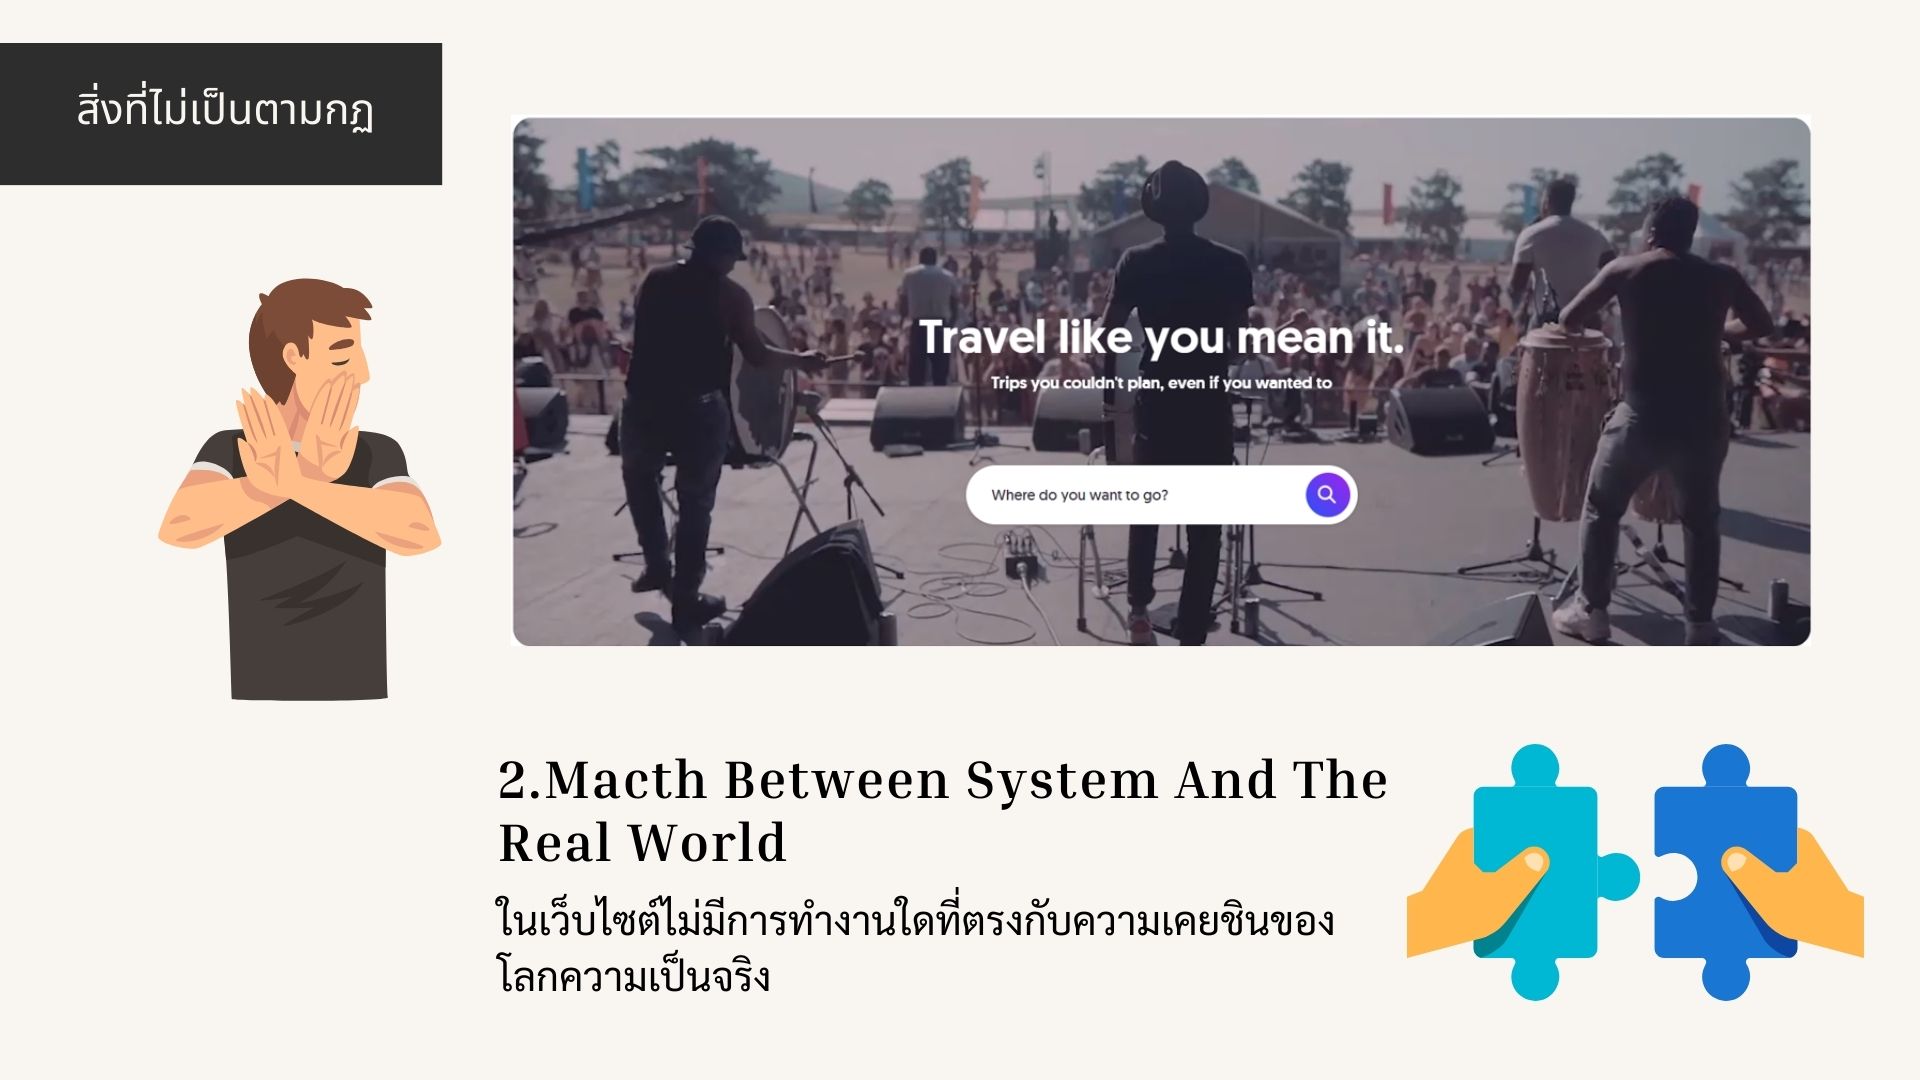 สิ่งที่ไม่เป็นตามกฏ
Travel like you mean it.
Trips you couldn't plan, even if you wanted to
Where do you want to go?
2.Macth Between System And The
Real World
ในเว็บไซต์ไม่มีการทำงานใดที่ตรงกับความเคยชินของ
โลกความเป็นจริง